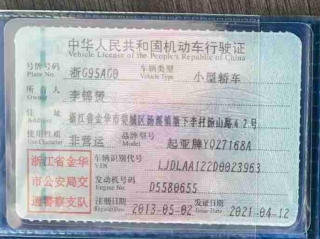 中华人民共和国机动车行驶证
Vehicle License of the People's Republic of China
号牌号码 浙G95AG0 车辆类型 小型轿车
Plate No. Vehicle Type
所有人 李锦煲
Owner
浙江省金华市婺城区汤溪镇
使用性质 非营运 品牌型号 起亚牌YQZ7168A
Use Character Model
浙江省金华 车辆识别代号 LJDLAA122D0023963
VIN
市公安局交 发动机号码 D5580655
Engine No.
通警察支队 注册日期 2013-05-02 发证日期 2021-04-12
Register Date Issue Date